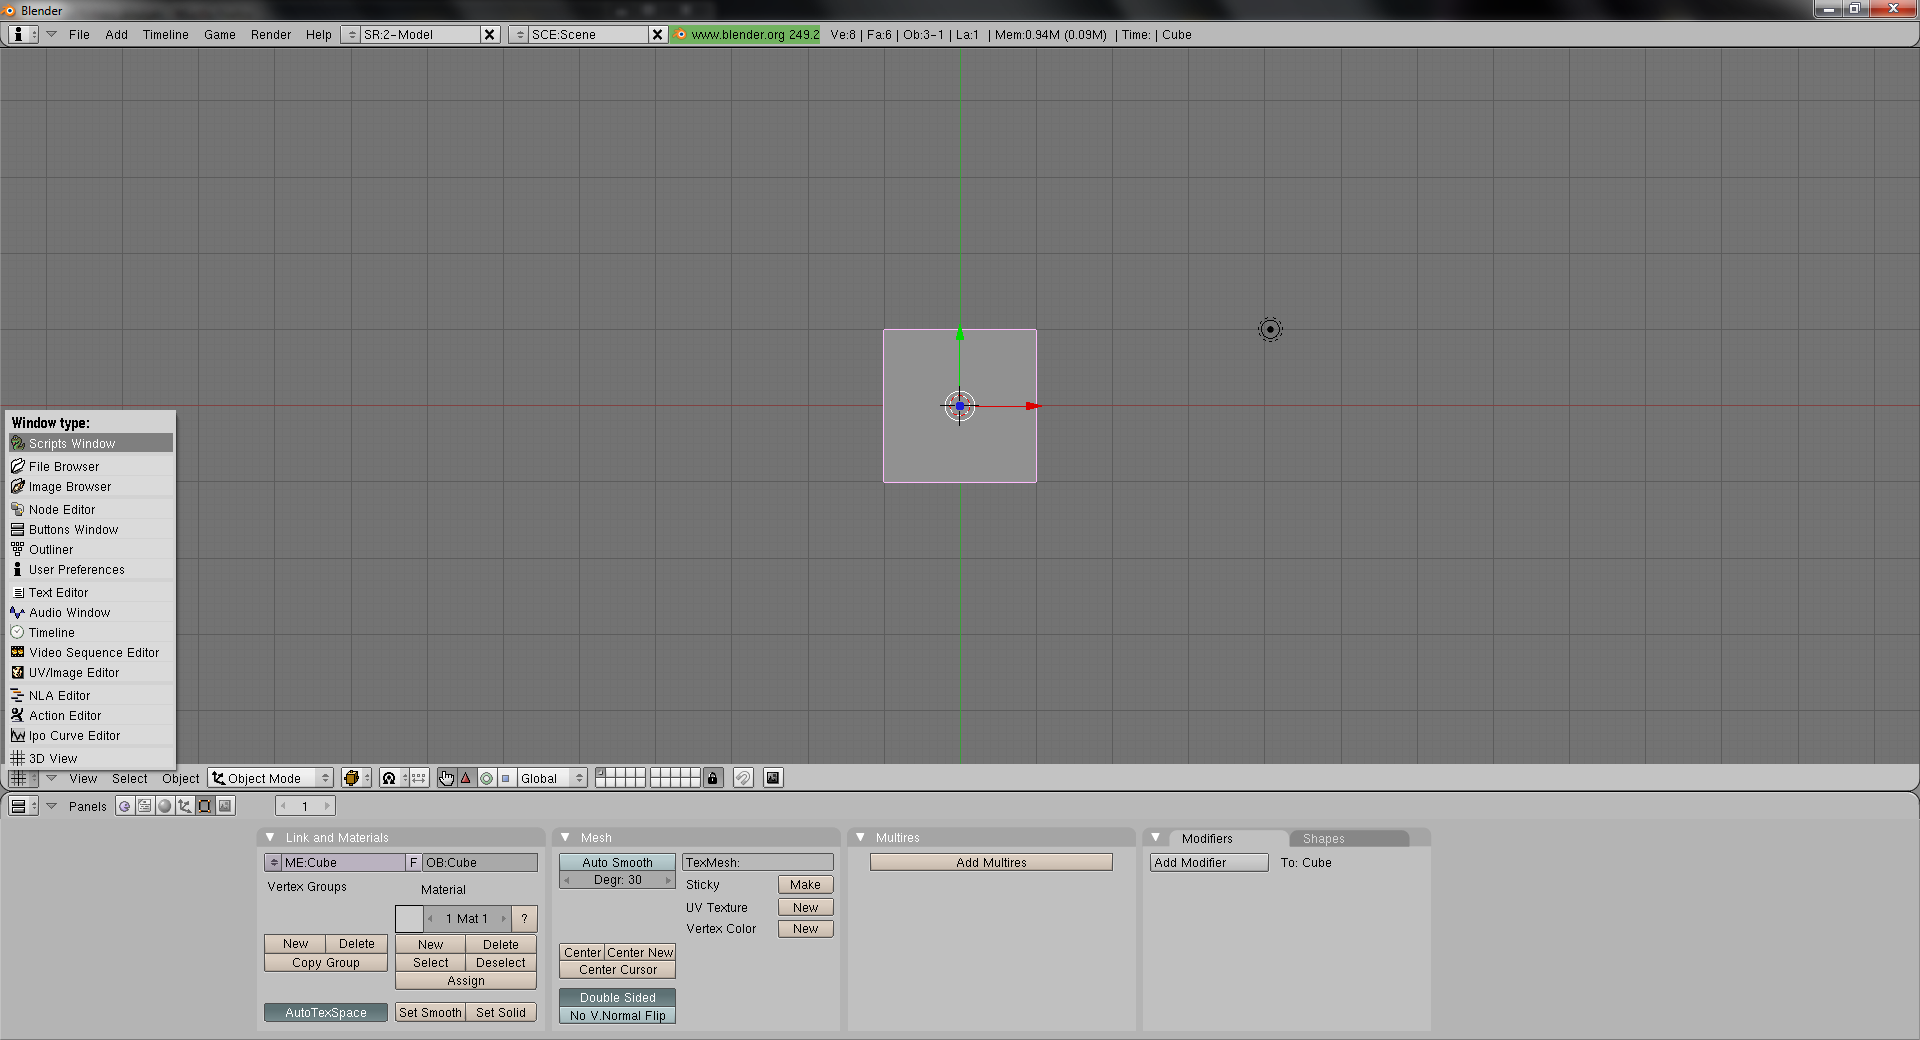 Blender
File Add Timeline Game Render Help SR:2-Model SCE:Scene www.blender.org 249.2 Ve:8 | Fa:6 | Ob:3-1 | La:1 | Mem:0.94M (0.09M) | Time: | Cube
Window type:
Scripts Window
File Browser
Image Browser
Node Editor
Buttons Window
Outliner
User Preferences
Text Editor
Audio Window
Timeline
Video Sequence Editor
UV/Image Editor
NLA Editor
Action Editor
Ipo Curve Editor
3D View
View Select Object Object Mode Global
Panels 1
Link and Materials
ME:Cube F OB:Cube
Vertex Groups
Material
1 Mat 1 ?
New Delete
Copy Group
New Delete
Select Deselect
Assign
AutoTexSpace
Set Smooth Set Solid
Mesh
Auto Smooth
Degr: 30
TexMesh:
Sticky Make
UV Texture New
Vertex Color New
Center Center New
Center Cursor
Double Sided
No V.Normal Flip
Multires
Add Multires
Modifiers Shapes
Add Modifier To: Cube